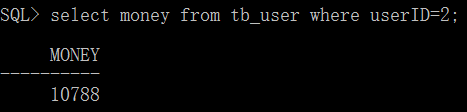 SQL> select money from tb_user where userID=2;
MONEY
----------
10788